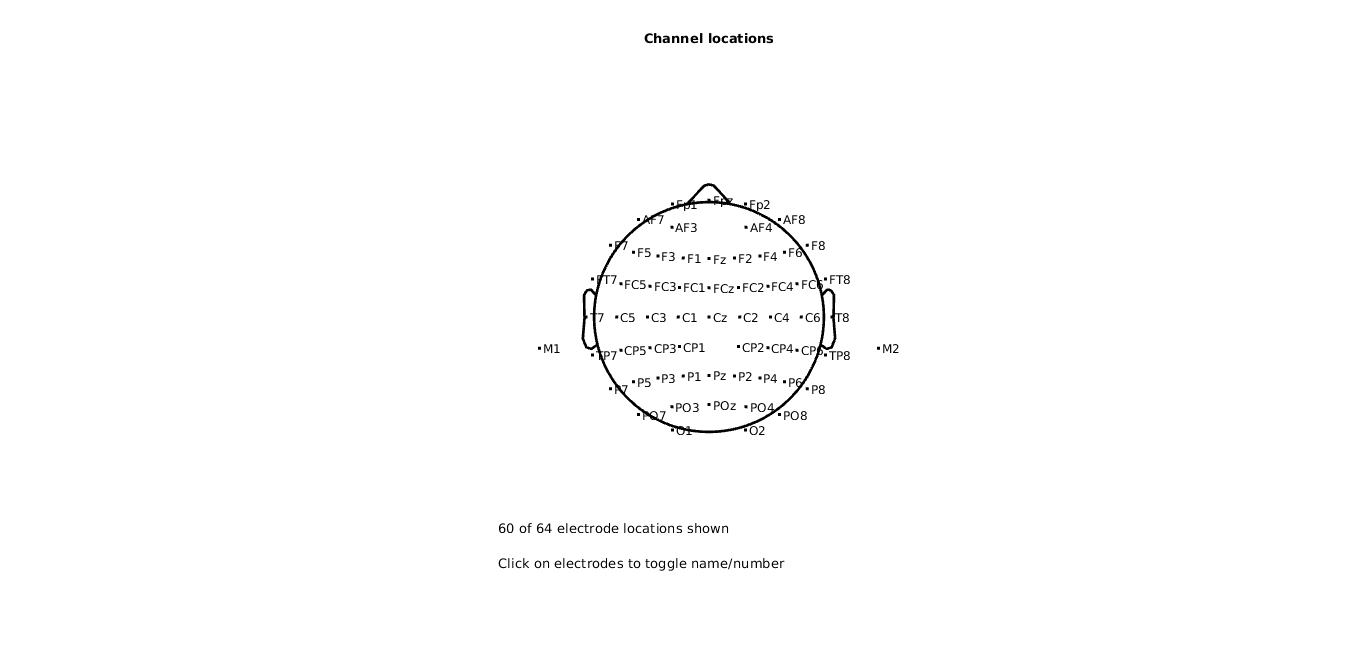 Channel locations
Fp1 Fpz Fp2
AF7 AF8
AF3 AF4
F7 F5 F3 F1 Fz F2 F4 F6 F8
FT7 FC5 FC3 FC1 FCz FC2 FC4 FC6 FT8
T7 C5 C3 C1 Cz C2 C4 C6 T8
M1 TP7 CP5 CP3 CP1 CP2 CP4 CP6 TP8 M2
P7 P5 P3 P1 Pz P2 P4 P6 P8
PO7 PO3 POz PO4 PO8
O1 O2
60 of 64 electrode locations shown
Click on electrodes to toggle name/number